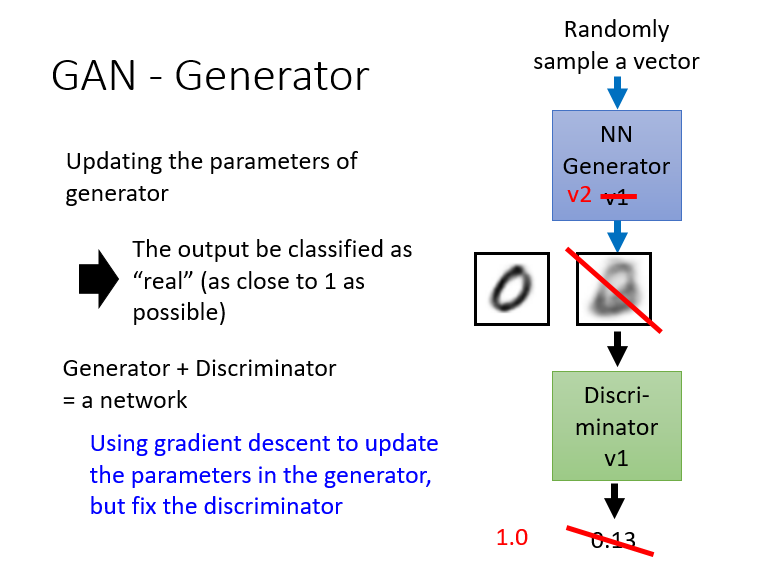 GAN - Generator
Updating the parameters of
generator
The output be classified as
“real” (as close to 1 as
possible)
Generator + Discriminator
= a network
Using gradient descent to update
the parameters in the generator,
but fix the discriminator
Randomly
sample a vector
NN
Generator
v2 v1
0
Discri-
minator
v1
1.0 0.13